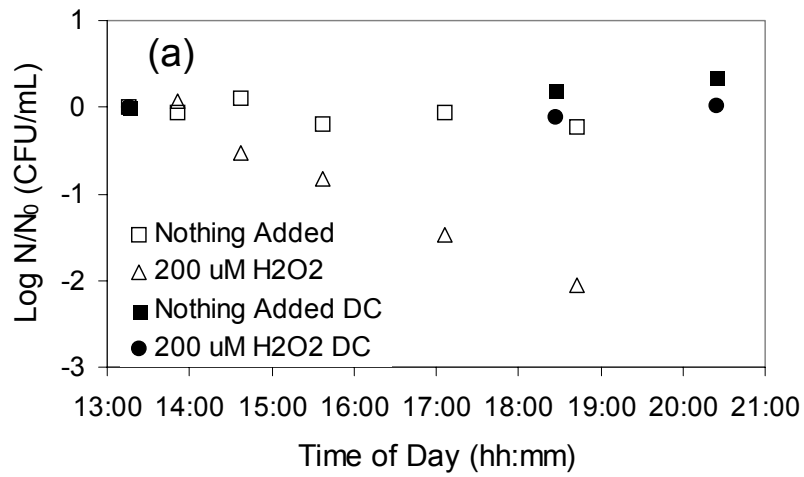 (a)
1
0
-1
-2
-3
Log N/N₀ (CFU/mL)
Nothing Added
200 uM H2O2
Nothing Added DC
200 uM H2O2 DC
13:00 14:00 15:00 16:00 17:00 18:00 19:00 20:00 21:00
Time of Day (hh:mm)